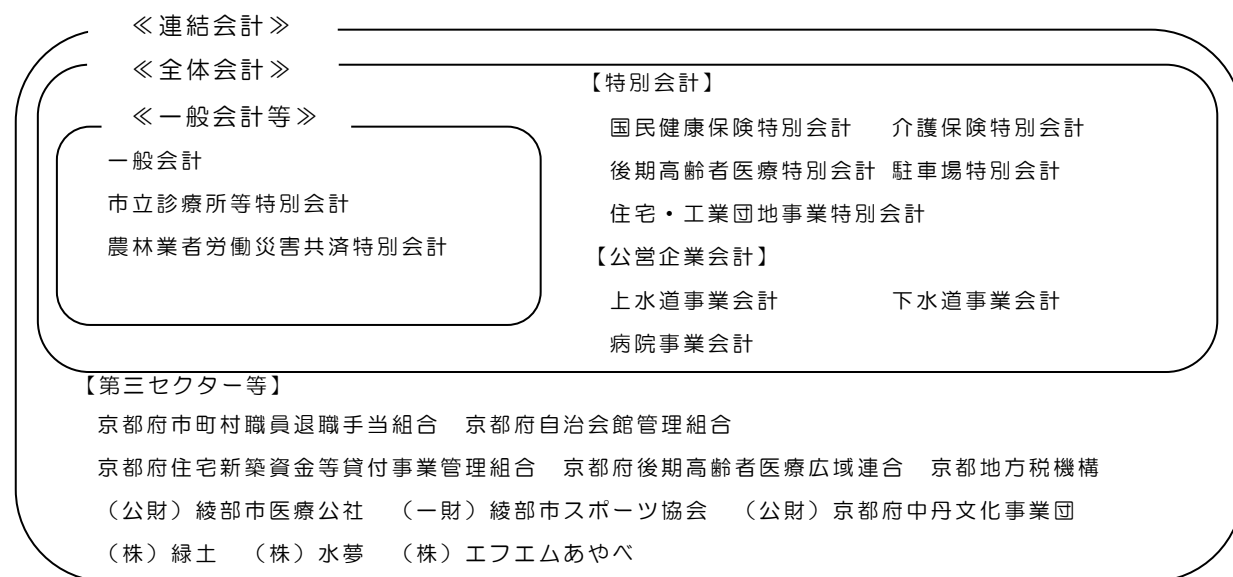 ≪連結会計≫
≪全体会計≫
≪一般会計等≫
一般会計
市立診療所等特別会計
農林業者労働災害共済特別会計
【特別会計】
国民健康保険特別会計 介護保険特別会計
後期高齢者医療特別会計 駐車場特別会計
住宅・工業団地事業特別会計
【公営企業会計】
上水道事業会計 下水道事業会計
病院事業会計
【第三セクター等】
京都府市町村職員退職手当組合 京都府自治会館管理組合
京都府住宅新築資金等貸付事業管理組合 京都府後期高齢者医療広域連合 京都地方税機構
（公財）綾部市医療公社 （一財）綾部市スポーツ協会 （公財）京都府中丹文化事業団
（株）緑土 （株）水夢 （株）エフエムあやべ